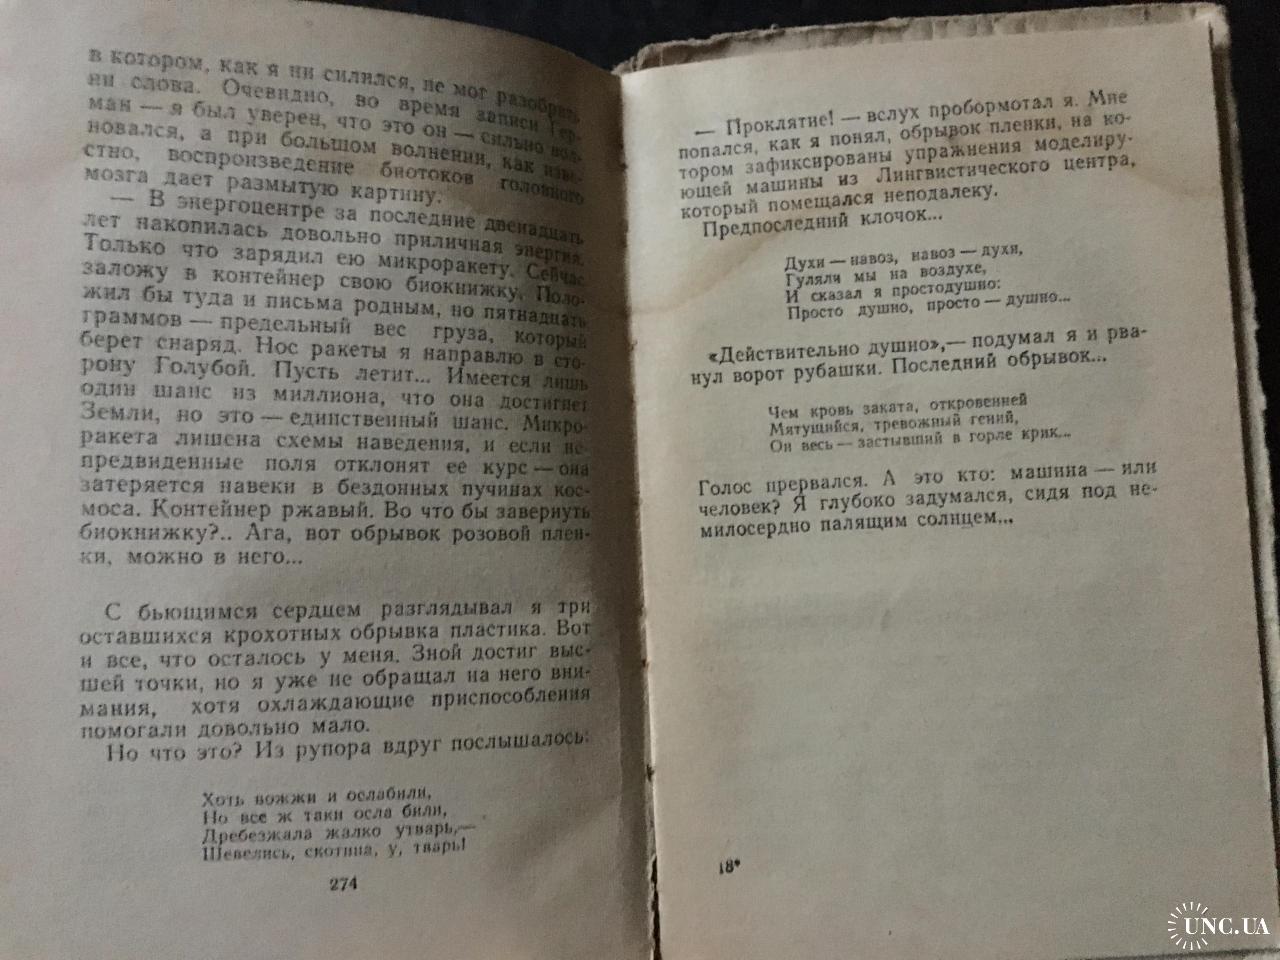 в котором, как я ни силился, не мог разобрать
ни слова. Очевидно, во время записи Гер-
ман — я был уверен, что это он — сильно вол-
новался, а при большом волнении, как изве-
стно, воспроизведение биотоков головного
мозга дает размытую картину.
— В энергоцентре за последние двенадцать
лет накопилась довольно приличная энергия.
Только что зарядил ею микроракету. Сейчас
заложу в контейнер свою биокнижку. Поло-
жил бы туда и письма родным, но пятнадцать
граммов — предельный вес груза, который
берет снаряд. Нос ракеты я направлю в сто-
рону Голубой. Пусть летит... Имеется лишь
один шанс из миллиона, что она достигнет
Земли, но это — единственный шанс. Микро-
ракета лишена схемы наведения, и если не-
предвиденные поля отклонят ее курс — она
затеряется навеки в бездонных пучинах кос-
моса. Контейнер ржавый. Во что бы завернуть
биокнижку?.. Ага, вот обрывок розовой плен-
ки, можно в него...
С бьющимся сердцем разглядывал я три
оставшихся крохотных обрывка пластика. Вот
и все, что осталось у меня. Зной достиг выс-
шей точки, но я уже не обращал на него вни-
мания, хотя охлаждающие приспособления
помогали довольно мало.
Но что это? Из рупора вдруг послышалось:
Хоть вожжи и ослабили,
Но все ж таки осла били,
Дребезжала жалко утварь,—
Шевелись, скотина, у, тварь!
274
— Проклятие! — вслух пробормотал я. Мне
попался, как я понял, обрывок пленки, на ко-
тором зафиксированы упражнения моделиру-
ющей машины из Лингвистического центра,
который помещался неподалеку.
Предпоследний клочок...
Духи — навоз, навоз — духи,
Гуляли мы на воздухе,
И сказал я простодушно:
Просто душно, просто — душно...
«Действительно душно»,— подумал я и рва-
нул ворот рубашки. Последний обрывок...
Чем кровь заката, откровенней
Мятущийся, тревожный гений,
Он весь — застывший в горле крик...
Голос прервался. А это кто: машина — или
человек? Я глубоко задумался, сидя под не-
милосердно палящим солнцем...
18*
UNC.UA